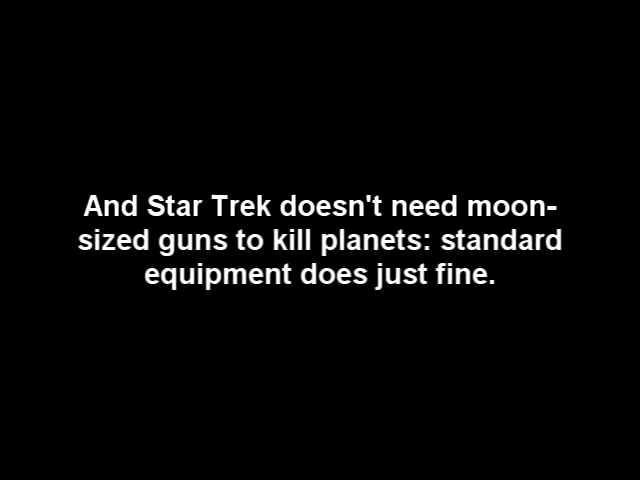 And Star Trek doesn't need moon-
sized guns to kill planets: standard
equipment does just fine.